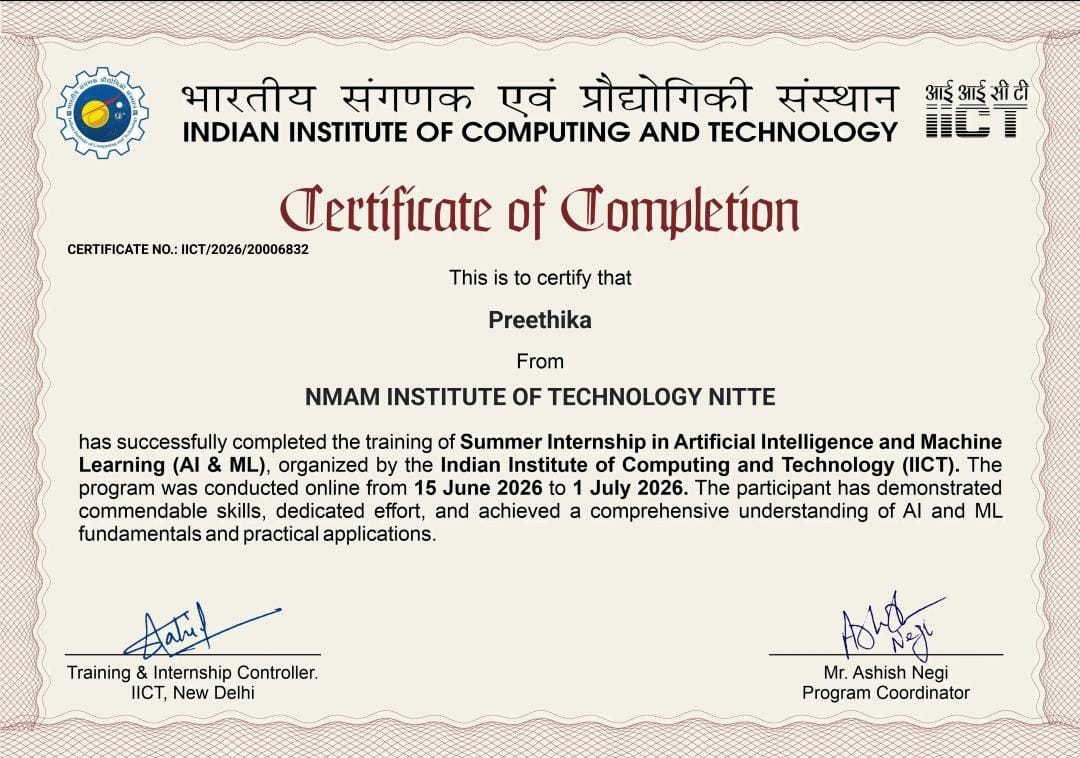 भारतीय संगणक एवं प्रौद्योगिकी संस्थान
INDIAN INSTITUTE OF COMPUTING AND TECHNOLOGY
आई आई सी टी
IICT
Certificate of Completion
CERTIFICATE NO.: IICT/2026/20006832
This is to certify that
Preethika
From
NMAM INSTITUTE OF TECHNOLOGY NITTE
has successfully completed the training of Summer Internship in Artificial Intelligence and Machine
Learning (AI & ML), organized by the Indian Institute of Computing and Technology (IICT). The
program was conducted online from 15 June 2026 to 1 July 2026. The participant has demonstrated
commendable skills, dedicated effort, and achieved a comprehensive understanding of AI and ML
fundamentals and practical applications.
Ashish
Negi
Training & Internship Controller.
IICT, New Delhi
Mr. Ashish Negi
Program Coordinator